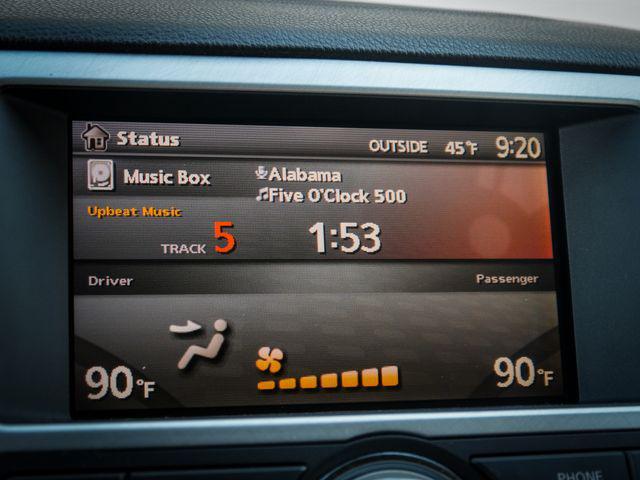 Status OUTSIDE 45°F 9:20
Music Box Alabama
Five O'Clock 500
Upbeat Music
TRACK 5 1:53
Driver Passenger
90°F 90°F
PHONE